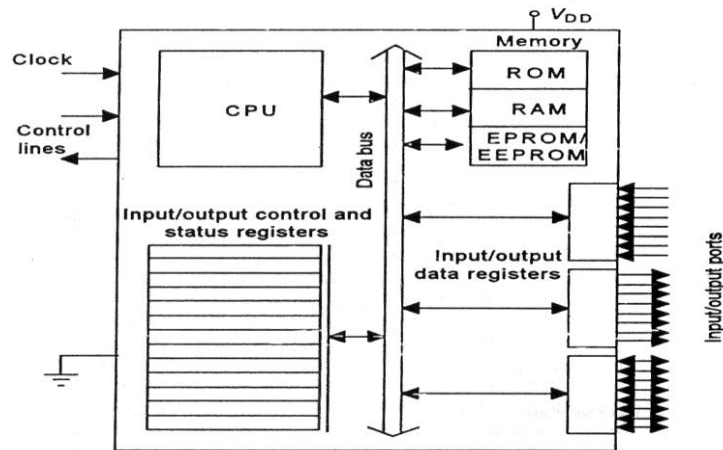 V_DD
Clock
Control
lines
CPU
Data bus
Memory
ROM
RAM
EPROM/
EEPROM
Input/output control and
status registers
Input/output
data registers
Input/output ports